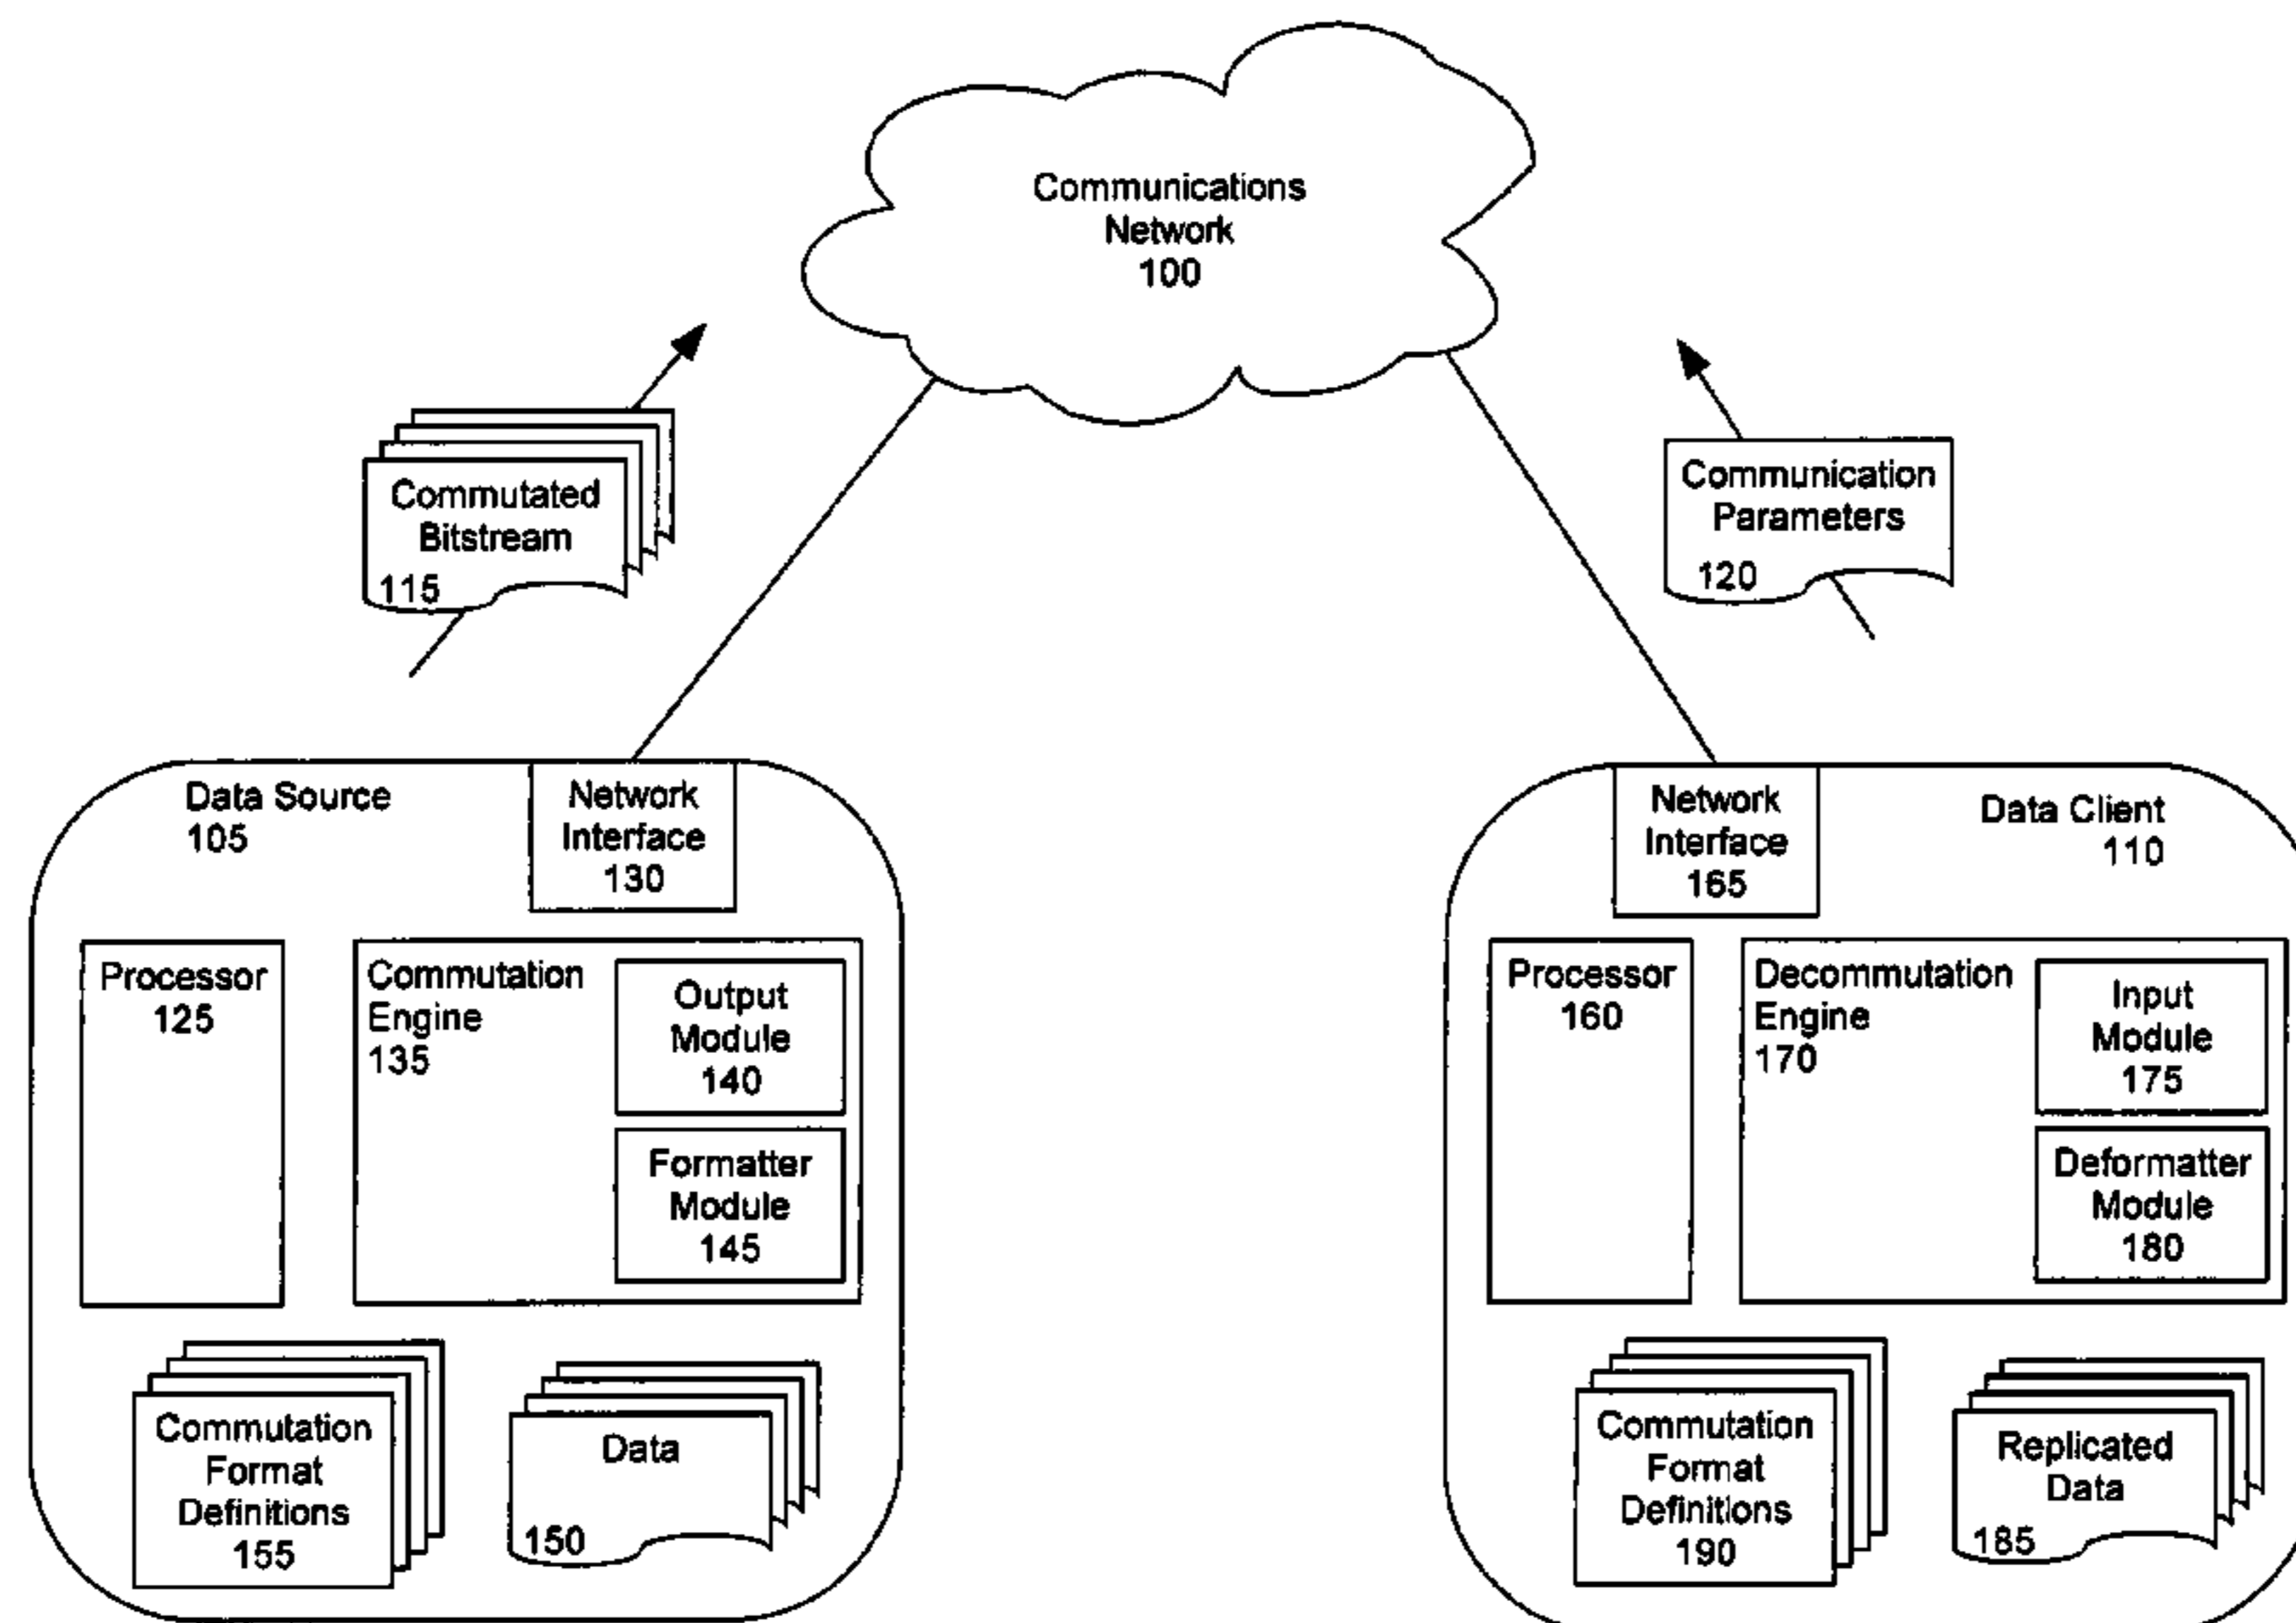 Communications
Network
100
Commutated
Bitstream
115
Communication
Parameters
120
Data Source
105
Network
Interface
130
Processor
125
Commutation
Engine
135
Output
Module
140
Formatter
Module
145
Commutation
Format
Definitions
155
Data
150
Network
Interface
165
Data Client
110
Processor
160
Decommutation
Engine
170
Input
Module
175
Deformatter
Module
180
Commutation
Format
Definitions
190
Replicated
Data
185